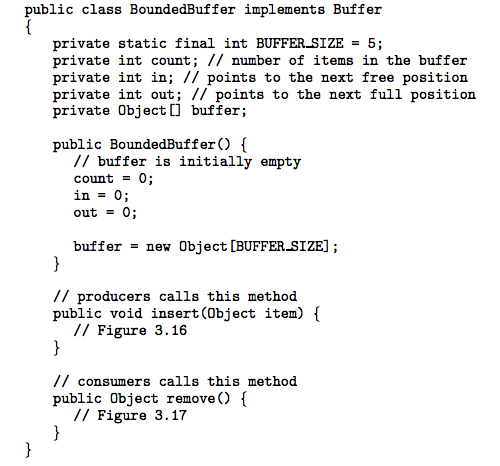 public class BoundedBuffer implements Buffer
{
private static final int BUFFER_SIZE = 5;
private int count; // number of items in the buffer
private int in; // points to the next free position
private int out; // points to the next full position
private Object[] buffer;
public BoundedBuffer() {
// buffer is initially empty
count = 0;
in = 0;
out = 0;
buffer = new Object[BUFFER_SIZE];
}
// producers calls this method
public void insert(Object item) {
// Figure 3.16
}
// consumers calls this method
public Object remove() {
// Figure 3.17
}
}